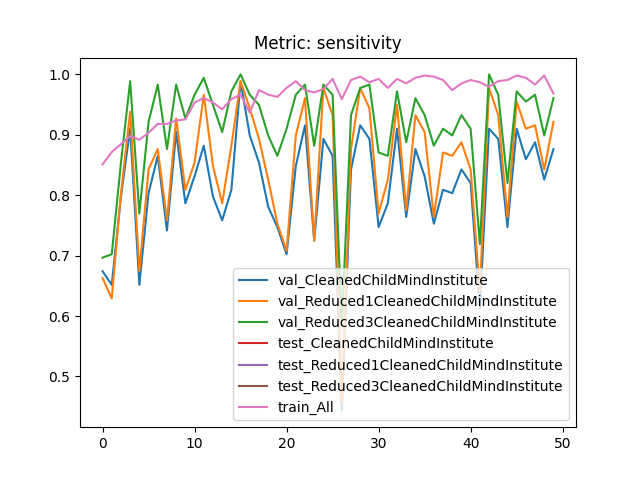 Metric: sensitivity
1.0
0.9
0.8
0.7
0.6
0.5
val_CleanedChildMindInstitute
val_Reduced1CleanedChildMindInstitute
val_Reduced3CleanedChildMindInstitute
test_CleanedChildMindInstitute
test_Reduced1CleanedChildMindInstitute
test_Reduced3CleanedChildMindInstitute
train_All
0 10 20 30 40 50